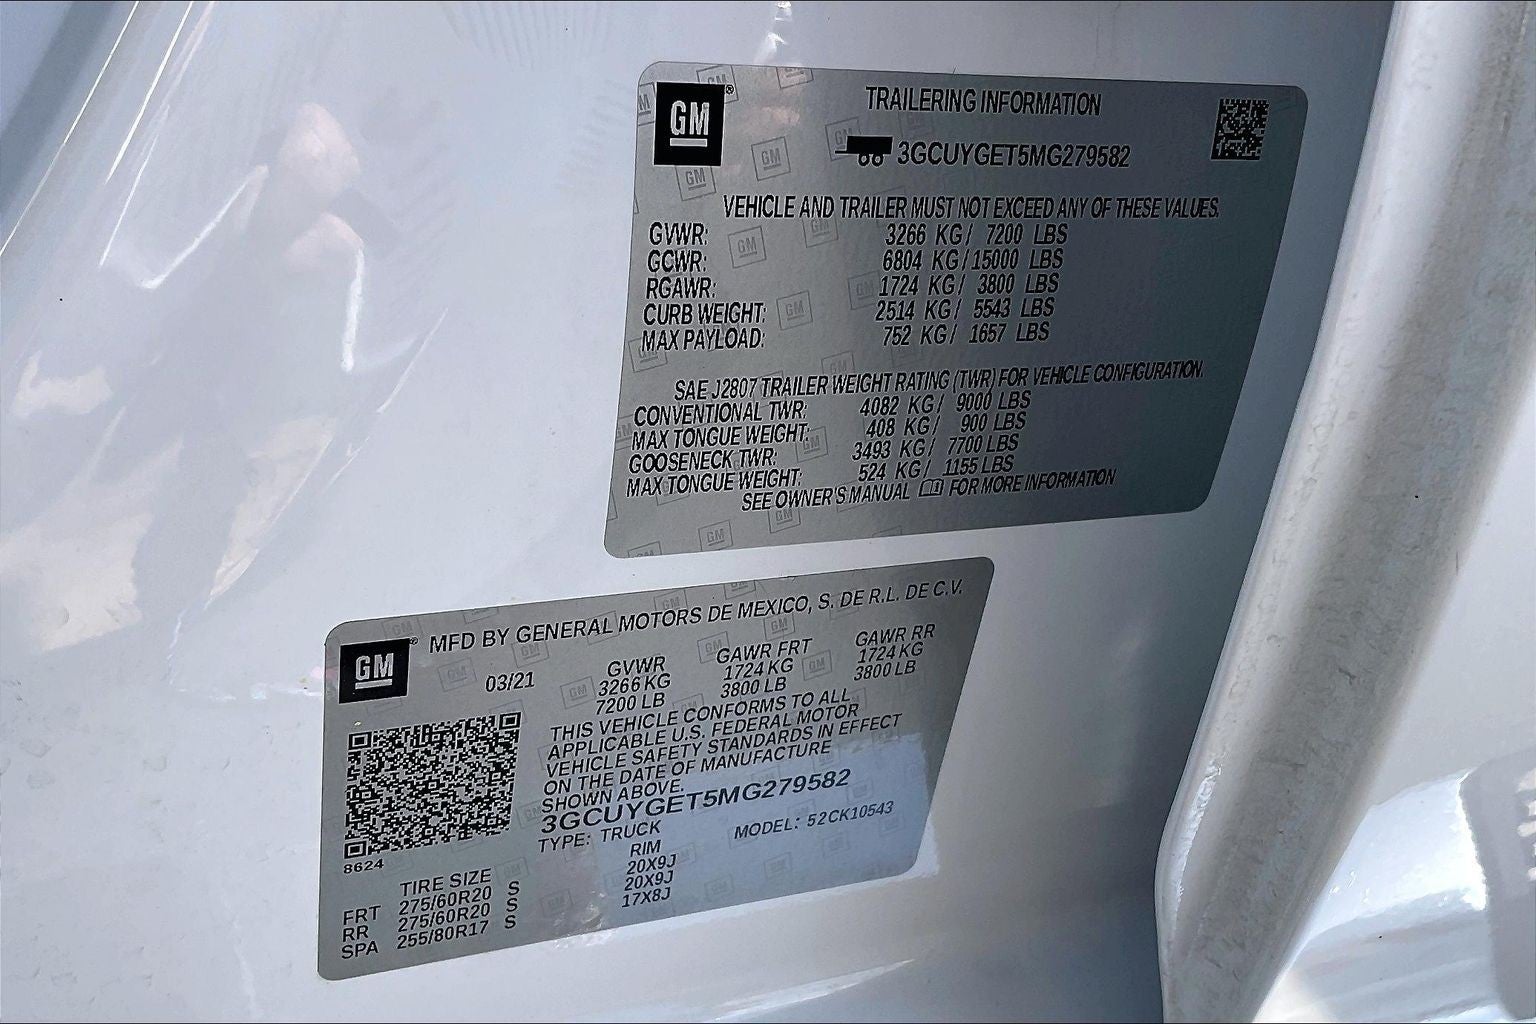 GM
TRAILERING INFORMATION
3GCUYGET5MG279582
VEHICLE AND TRAILER MUST NOT EXCEED ANY OF THESE VALUES.
GVWR: 3266 KG / 7200 LBS
GCWR: 6804 KG / 15000 LBS
RGAWR: 1724 KG / 3800 LBS
CURB WEIGHT: 2514 KG / 5543 LBS
MAX PAYLOAD: 752 KG / 1657 LBS
SAE J2807 TRAILER WEIGHT RATING (TWR) FOR VEHICLE CONFIGURATION.
CONVENTIONAL TWR: 4082 KG / 9000 LBS
MAX TONGUE WEIGHT: 408 KG / 900 LBS
GOOSENECK TWR: 3493 KG / 7700 LBS
MAX TONGUE WEIGHT: 524 KG / 1155 LBS
SEE OWNER'S MANUAL FOR MORE INFORMATION
GM
MFD BY GENERAL MOTORS DE MEXICO, S. DE R.L. DE C.V.
03/21 GVWR GAWR FRT GAWR RR
3266 KG 1724 KG 1724 KG
7200 LB 3800 LB 3800 LB
THIS VEHICLE CONFORMS TO ALL
APPLICABLE U.S. FEDERAL MOTOR
VEHICLE SAFETY STANDARDS IN EFFECT
ON THE DATE OF MANUFACTURE
SHOWN ABOVE.
3GCUYGET5MG279582
TYPE: TRUCK MODEL: 52CK10543
8624
TIRE SIZE RIM
FRT 275/60R20 S 20X9J
RR 275/60R20 S 20X9J
SPA 255/80R17 S 17X8J